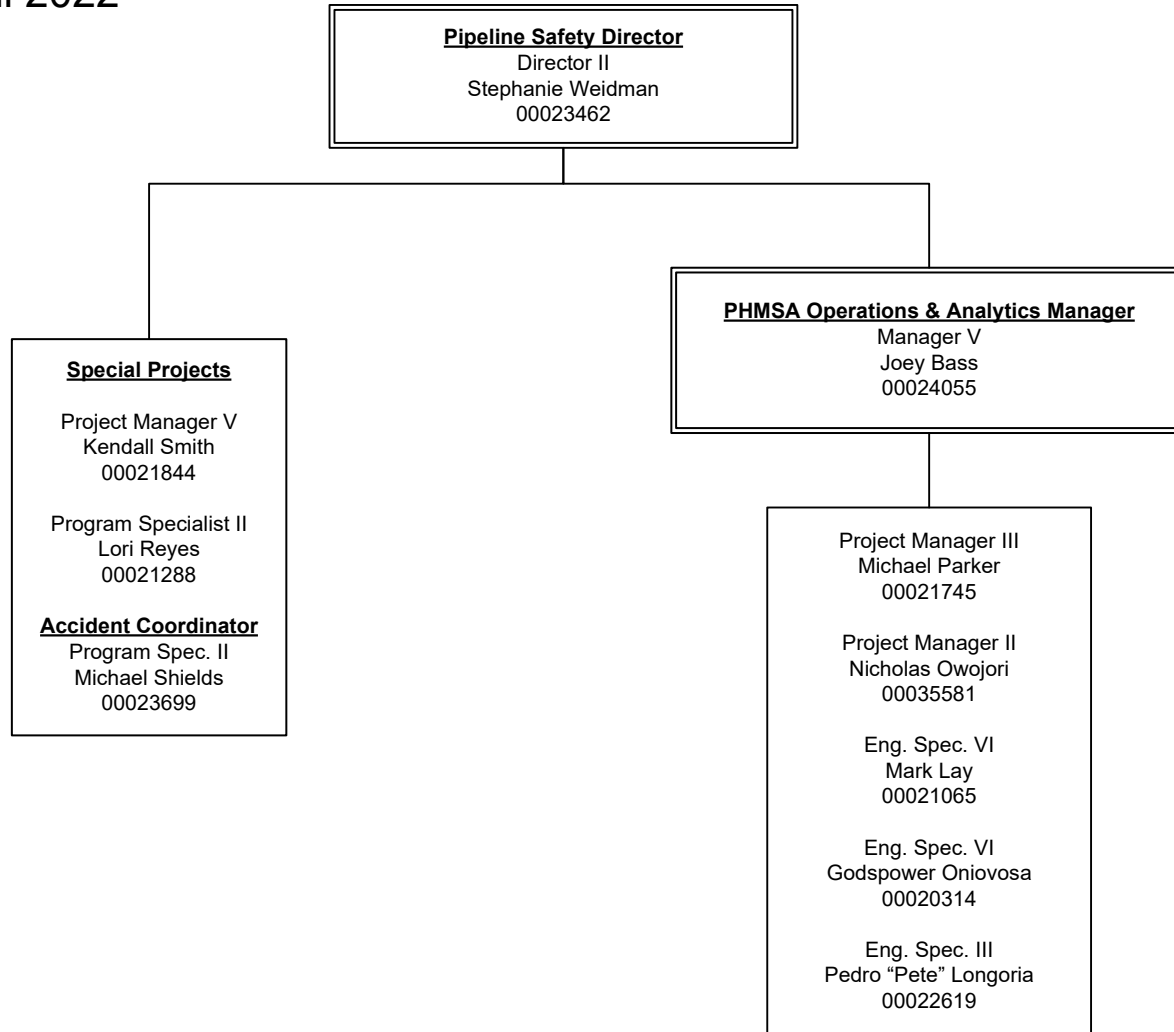 2022
Pipeline Safety Director
Director II
Stephanie Weidman
00023462
PHMSA Operations & Analytics Manager
Manager V
Joey Bass
00024055
Special Projects
Project Manager V
Kendall Smith
00021844
Program Specialist II
Lori Reyes
00021288
Accident Coordinator
Program Spec. II
Michael Shields
00023699
Project Manager III
Michael Parker
00021745
Project Manager II
Nicholas Owojori
00035581
Eng. Spec. VI
Mark Lay
00021065
Eng. Spec. VI
Godspower Oniovosa
00020314
Eng. Spec. III
Pedro “Pete” Longoria
00022619